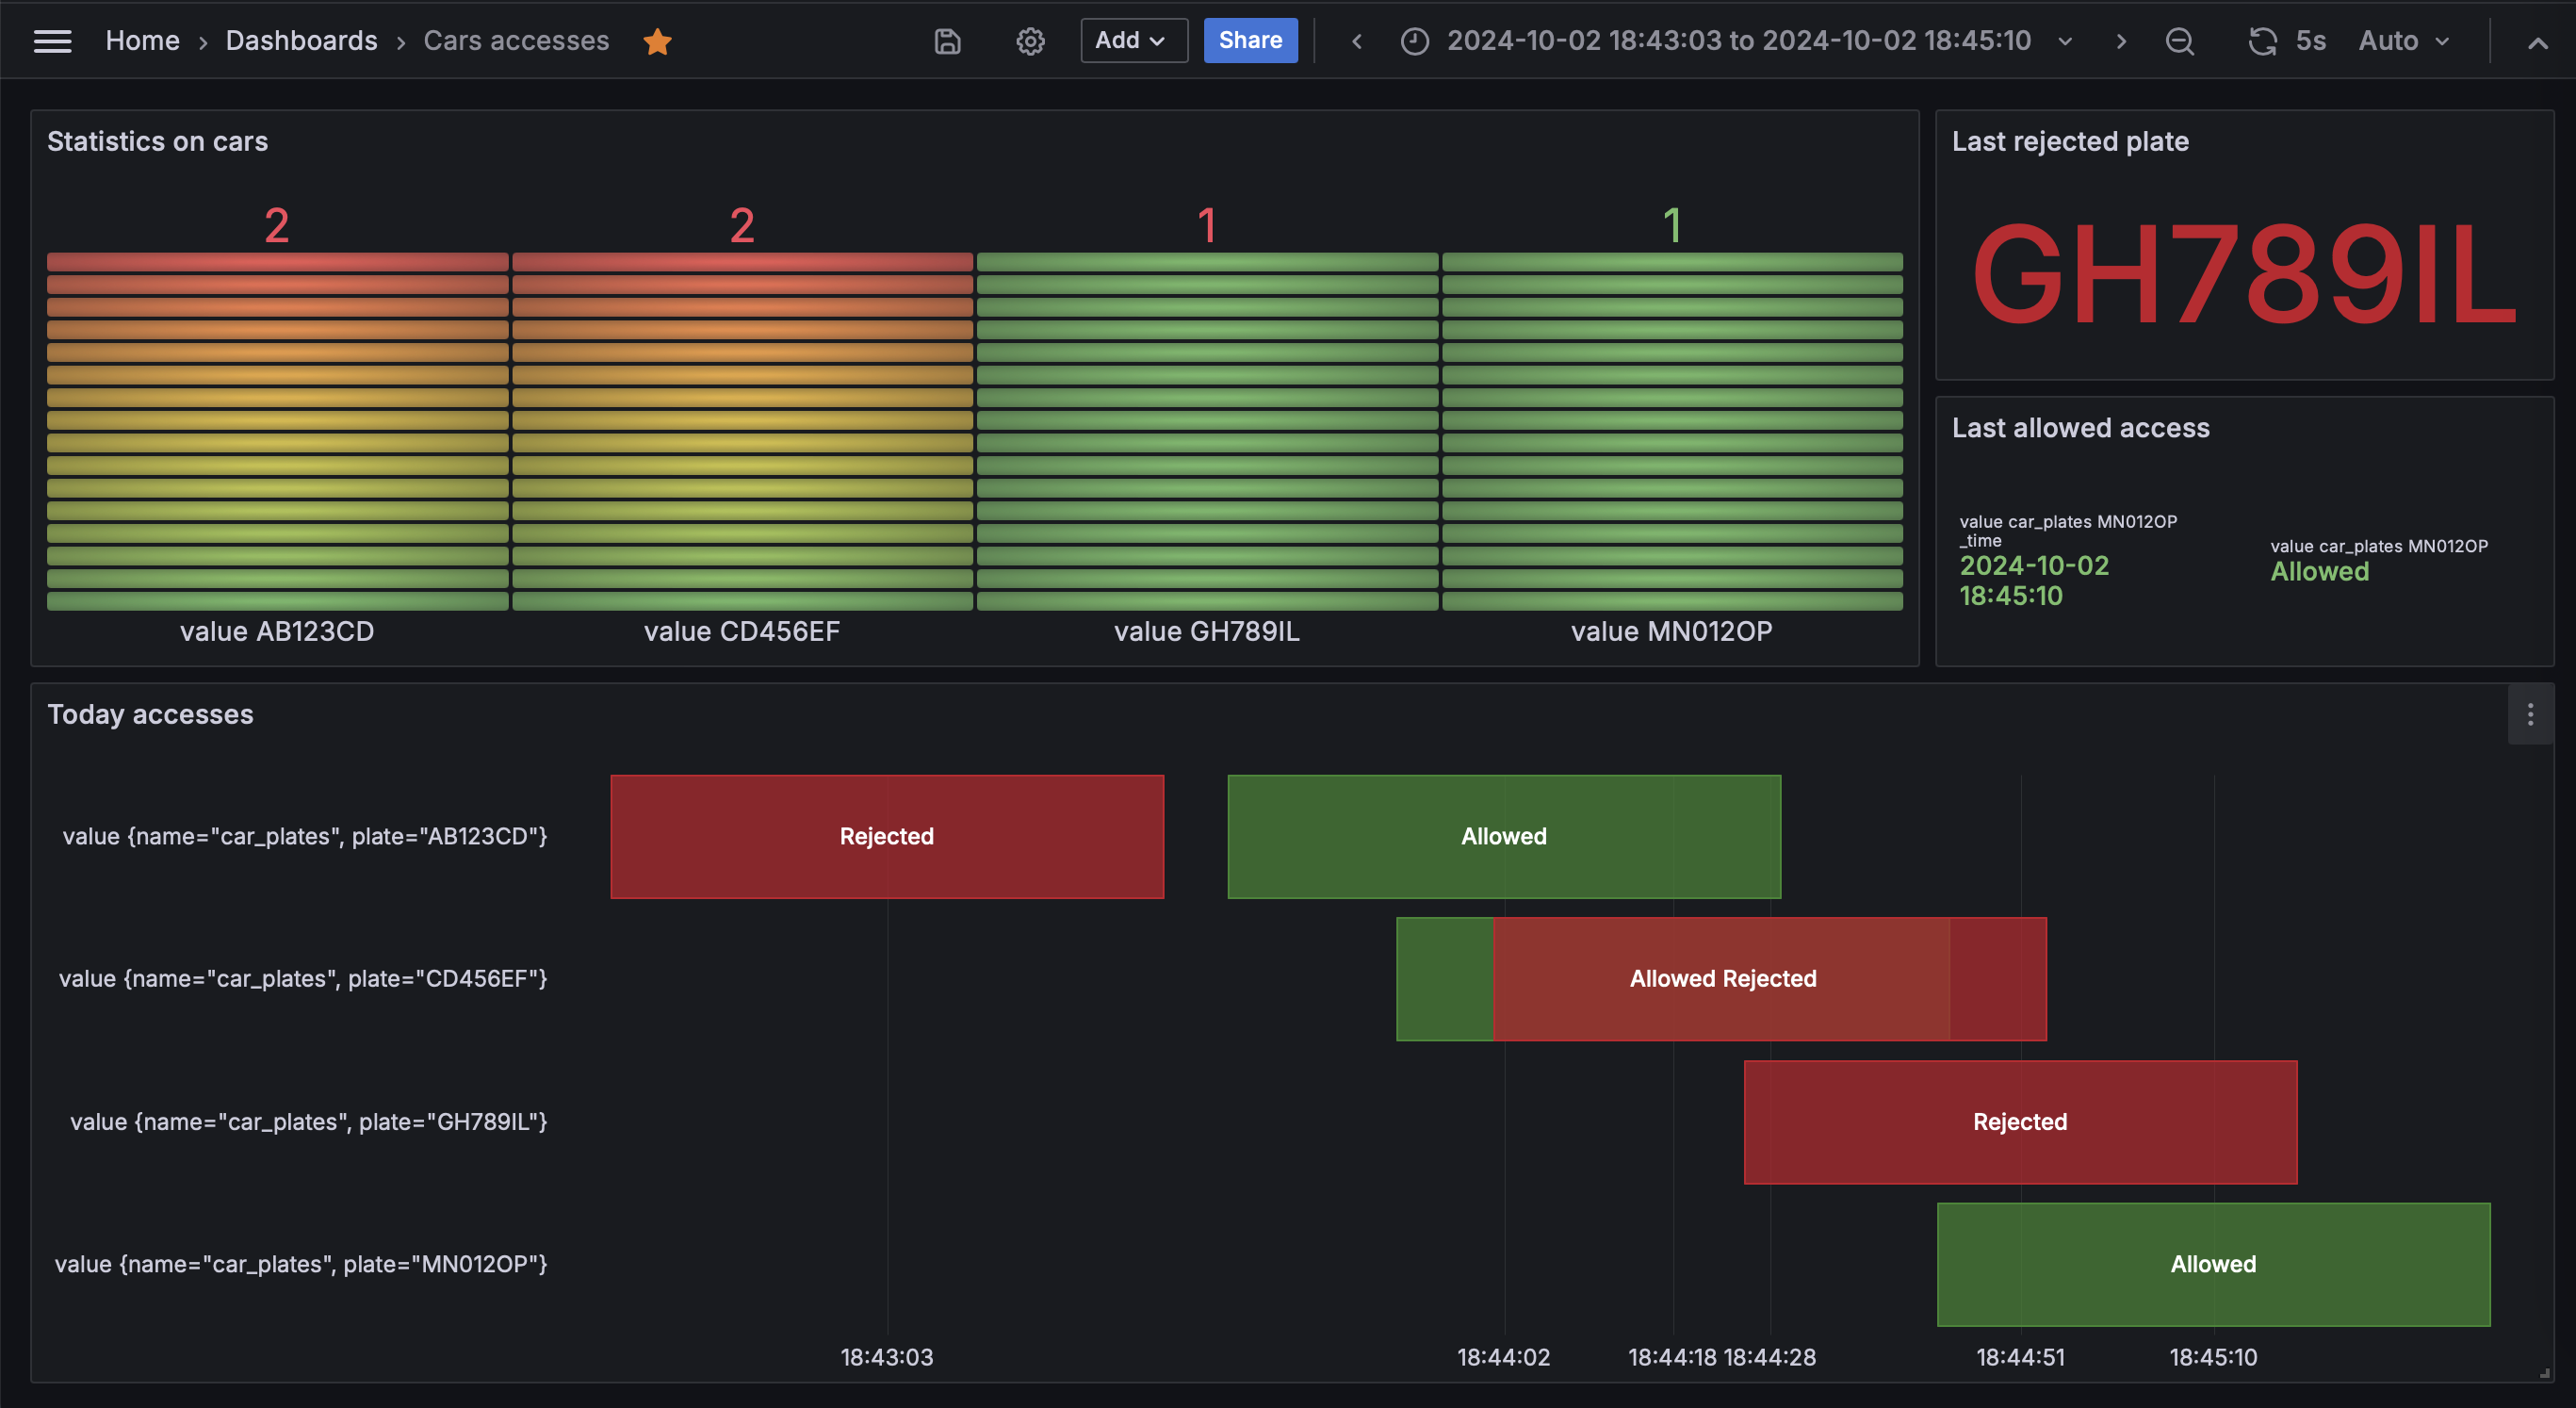 Home › Dashboards › Cars accesses
Add
Share
2024-10-02 18:43:03 to 2024-10-02 18:45:10
5s
Auto
Statistics on cars
2
2
1
1
value AB123CD
value CD456EF
value GH789IL
value MN012OP
Last rejected plate
GH789IL
Last allowed access
value car_plates MN012OP
_time
2024-10-02
18:45:10
value car_plates MN012OP
Allowed
Today accesses
value {name="car_plates", plate="AB123CD"}
Rejected
Allowed
value {name="car_plates", plate="CD456EF"}
Allowed Rejected
value {name="car_plates", plate="GH789IL"}
Rejected
value {name="car_plates", plate="MN012OP"}
Allowed
18:43:03
18:44:02
18:44:18
18:44:28
18:44:51
18:45:10